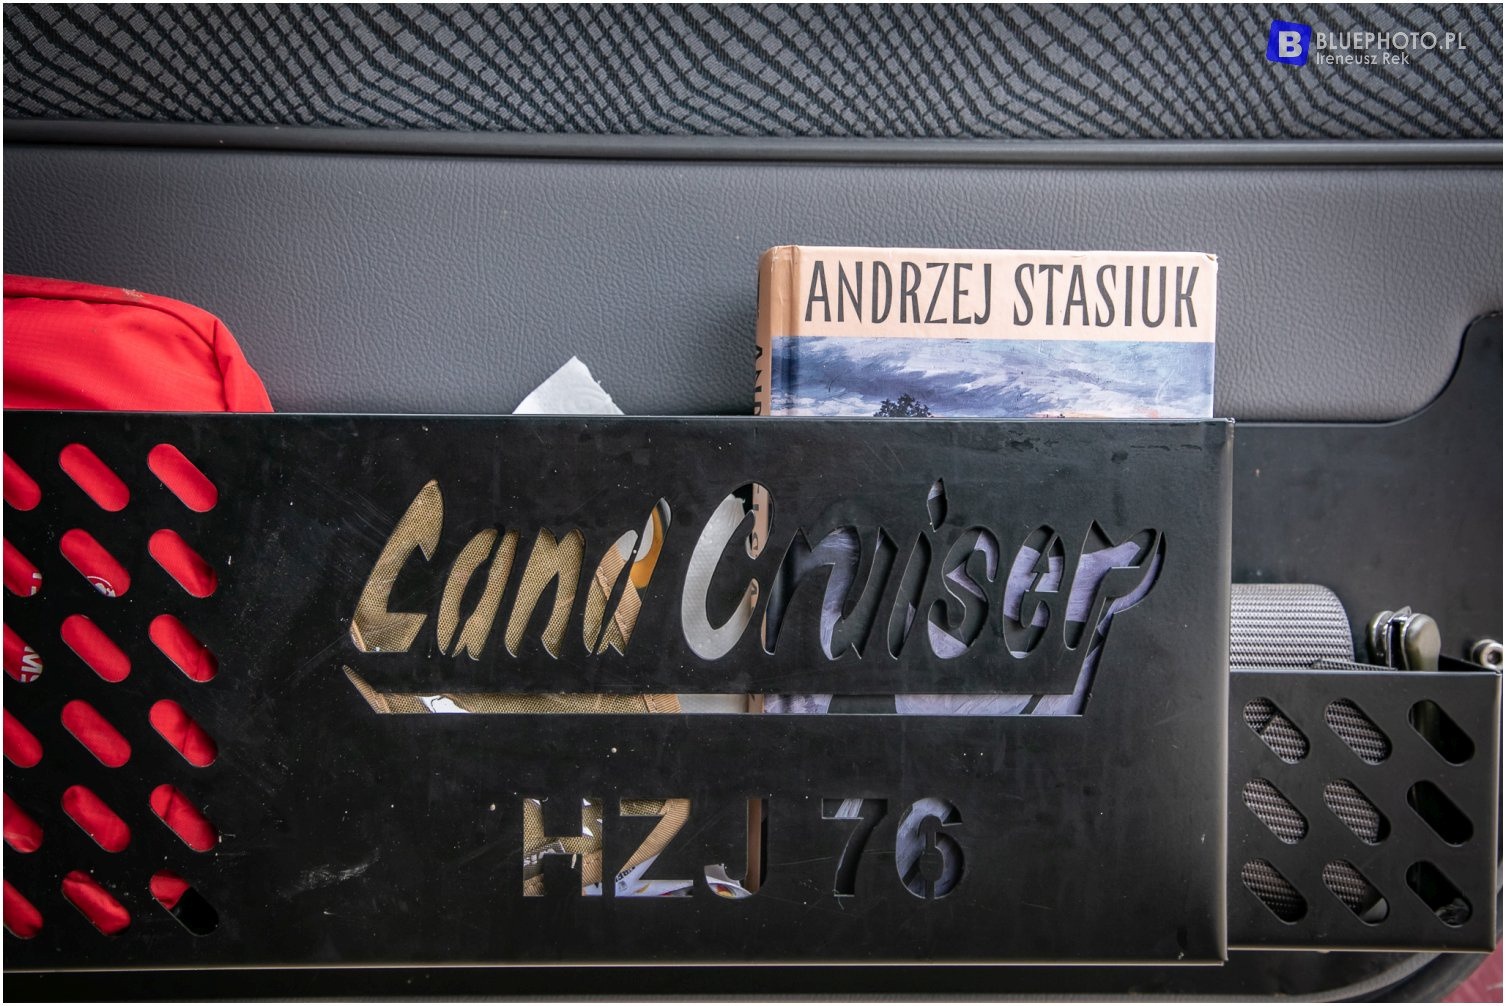 B BLUEPHOTO.PL
Ireneusz Rek
ANDRZEJ STASIUK
Land Cruiser
HZJ 76